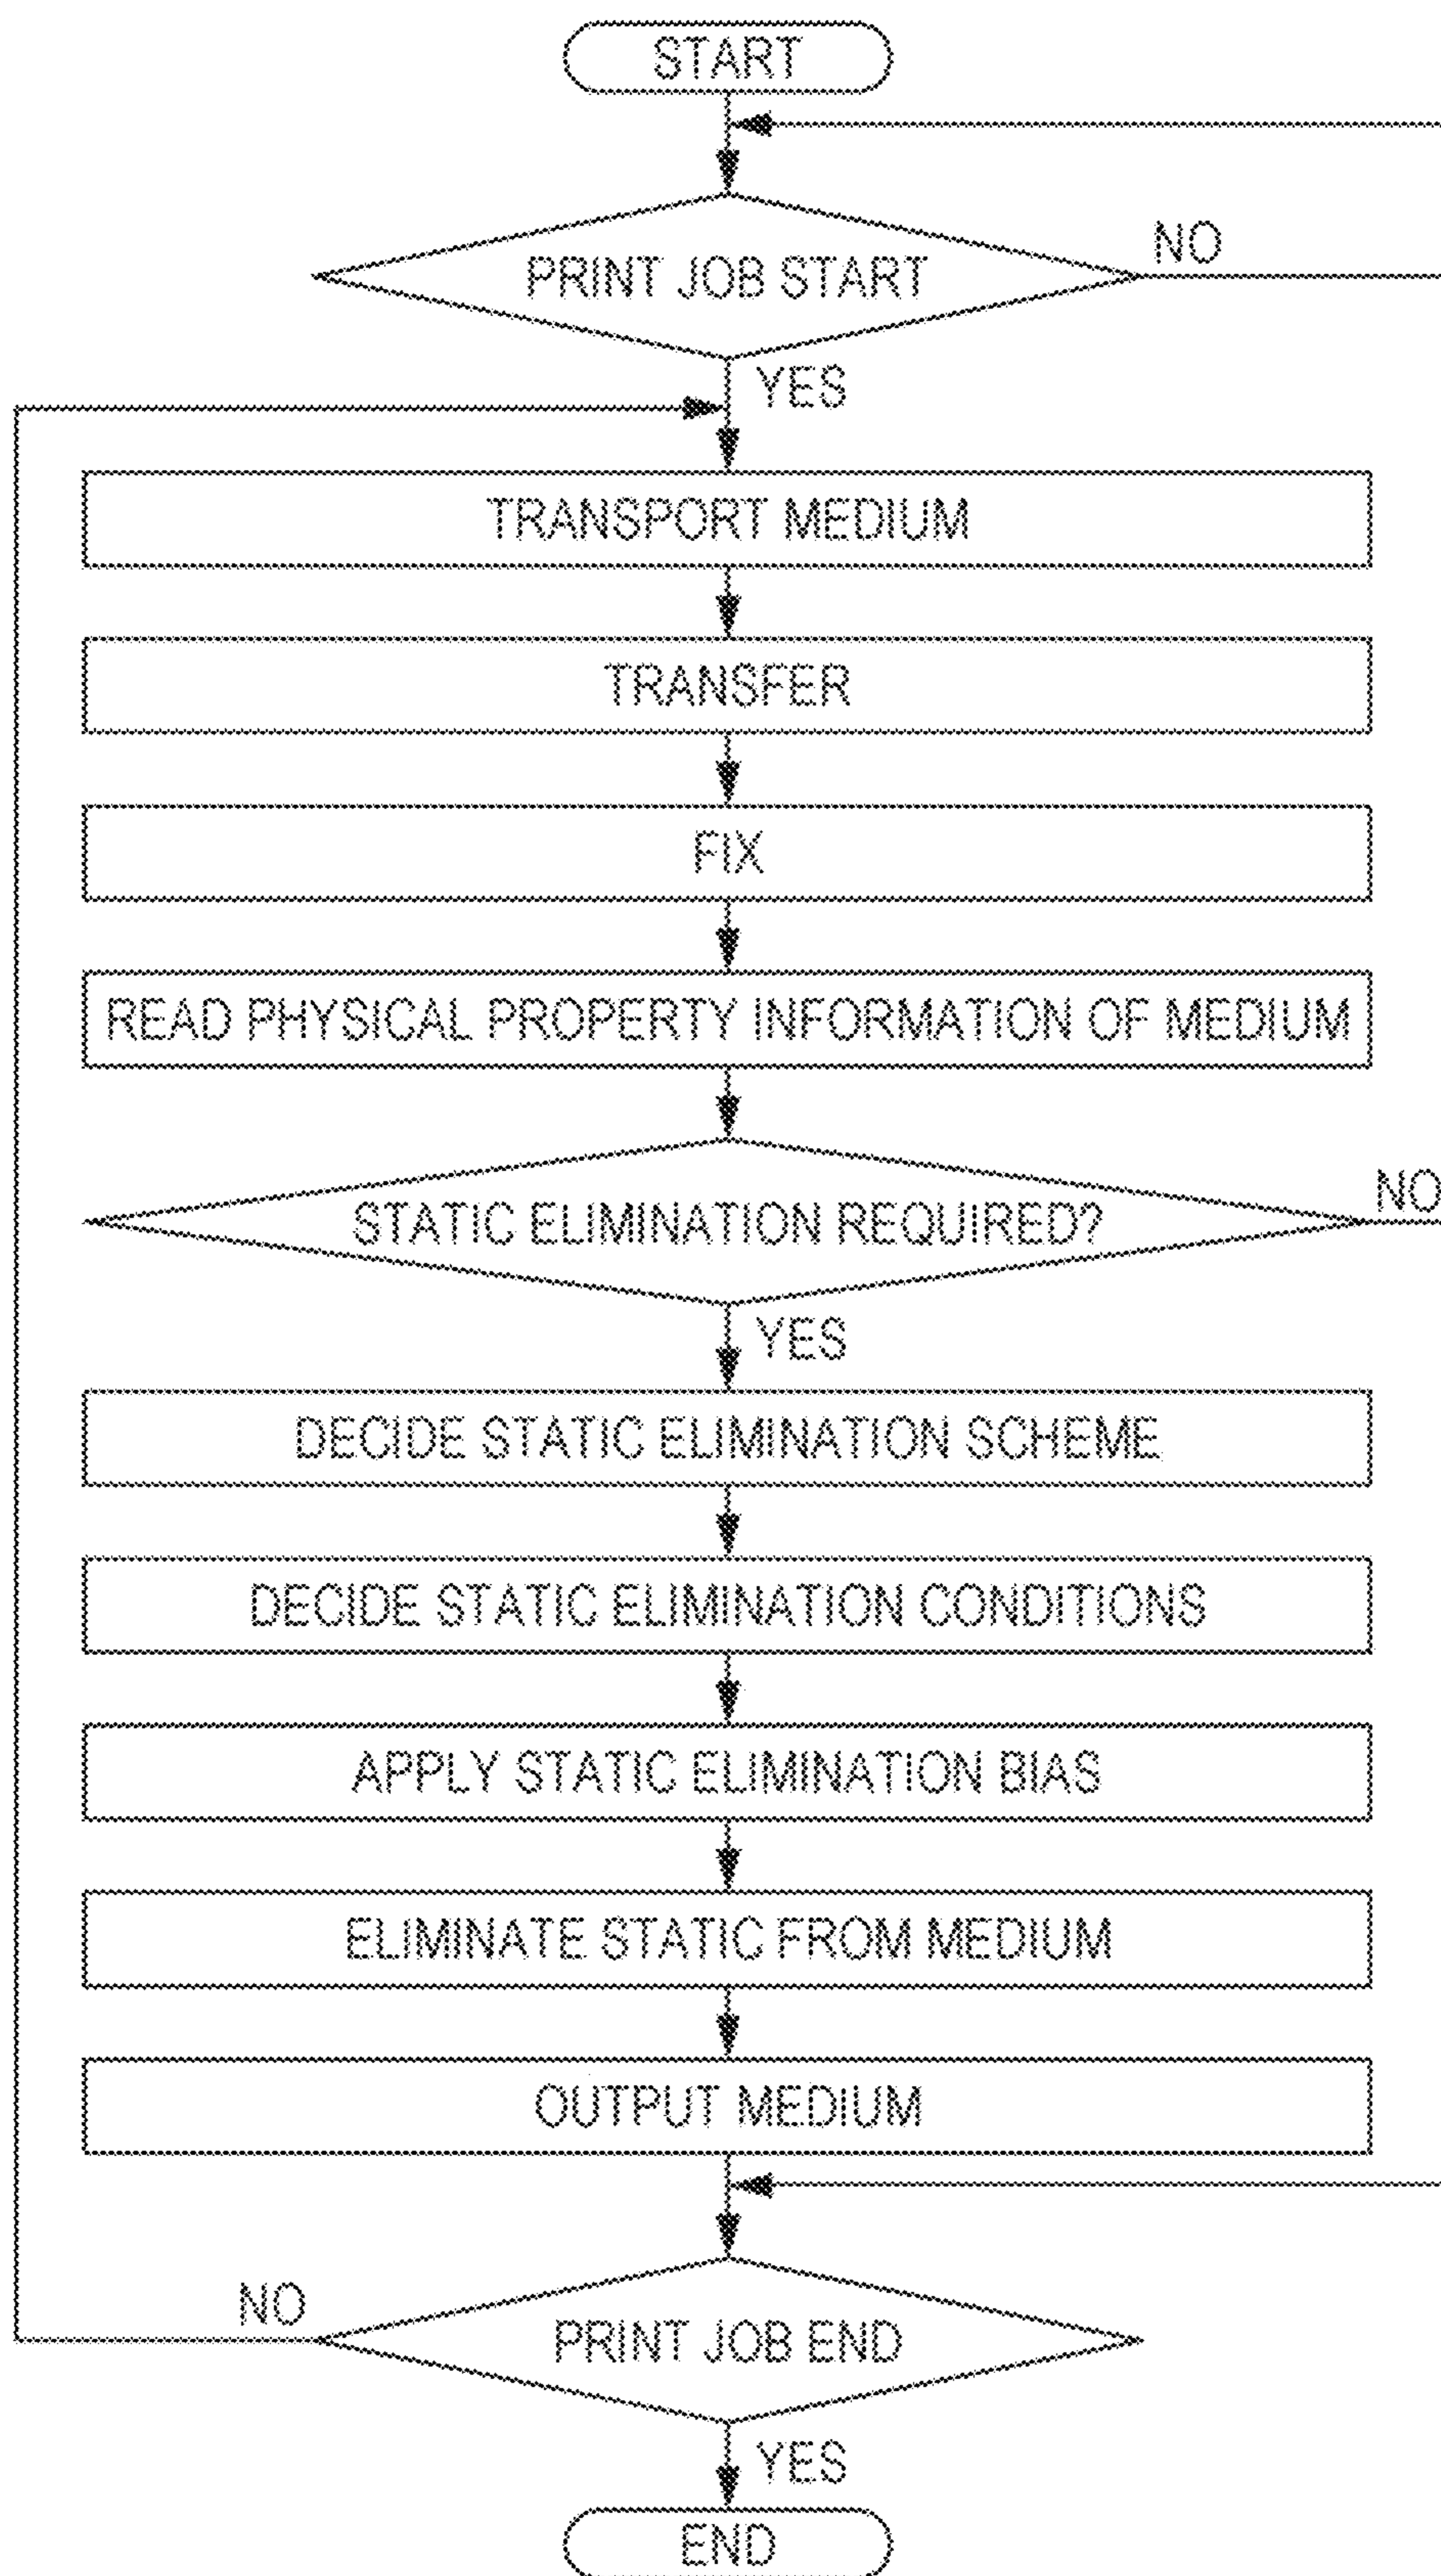 START
PRINT JOB START
NO
YES
TRANSPORT MEDIUM
TRANSFER
FIX
READ PHYSICAL PROPERTY INFORMATION OF MEDIUM
STATIC ELIMINATION REQUIRED?
NO
YES
DECIDE STATIC ELIMINATION SCHEME
DECIDE STATIC ELIMINATION CONDITIONS
APPLY STATIC ELIMINATION BIAS
ELIMINATE STATIC FROM MEDIUM
OUTPUT MEDIUM
NO
PRINT JOB END
YES
END